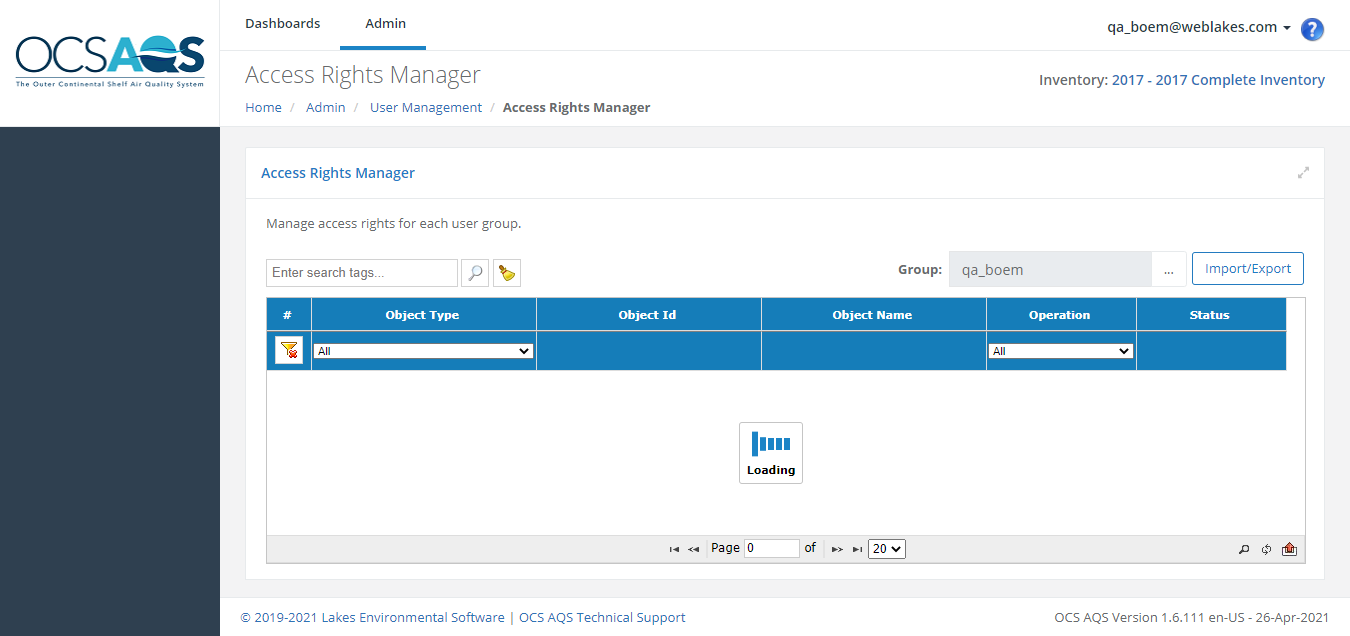 OCSAQS
The Outer Continental Shelf Air Quality System
Dashboards Admin
qa_boem@weblakes.com ?
Access Rights Manager
Inventory: 2017 - 2017 Complete Inventory
Home / Admin / User Management / Access Rights Manager
Access Rights Manager
Manage access rights for each user group.
Enter search tags...
Group: qa_boem ... Import/Export
# Object Type Object Id Object Name Operation Status
All All
Loading
Page 0 of 20
© 2019-2021 Lakes Environmental Software | OCS AQS Technical Support
OCS AQS Version 1.6.111 en-US - 26-Apr-2021